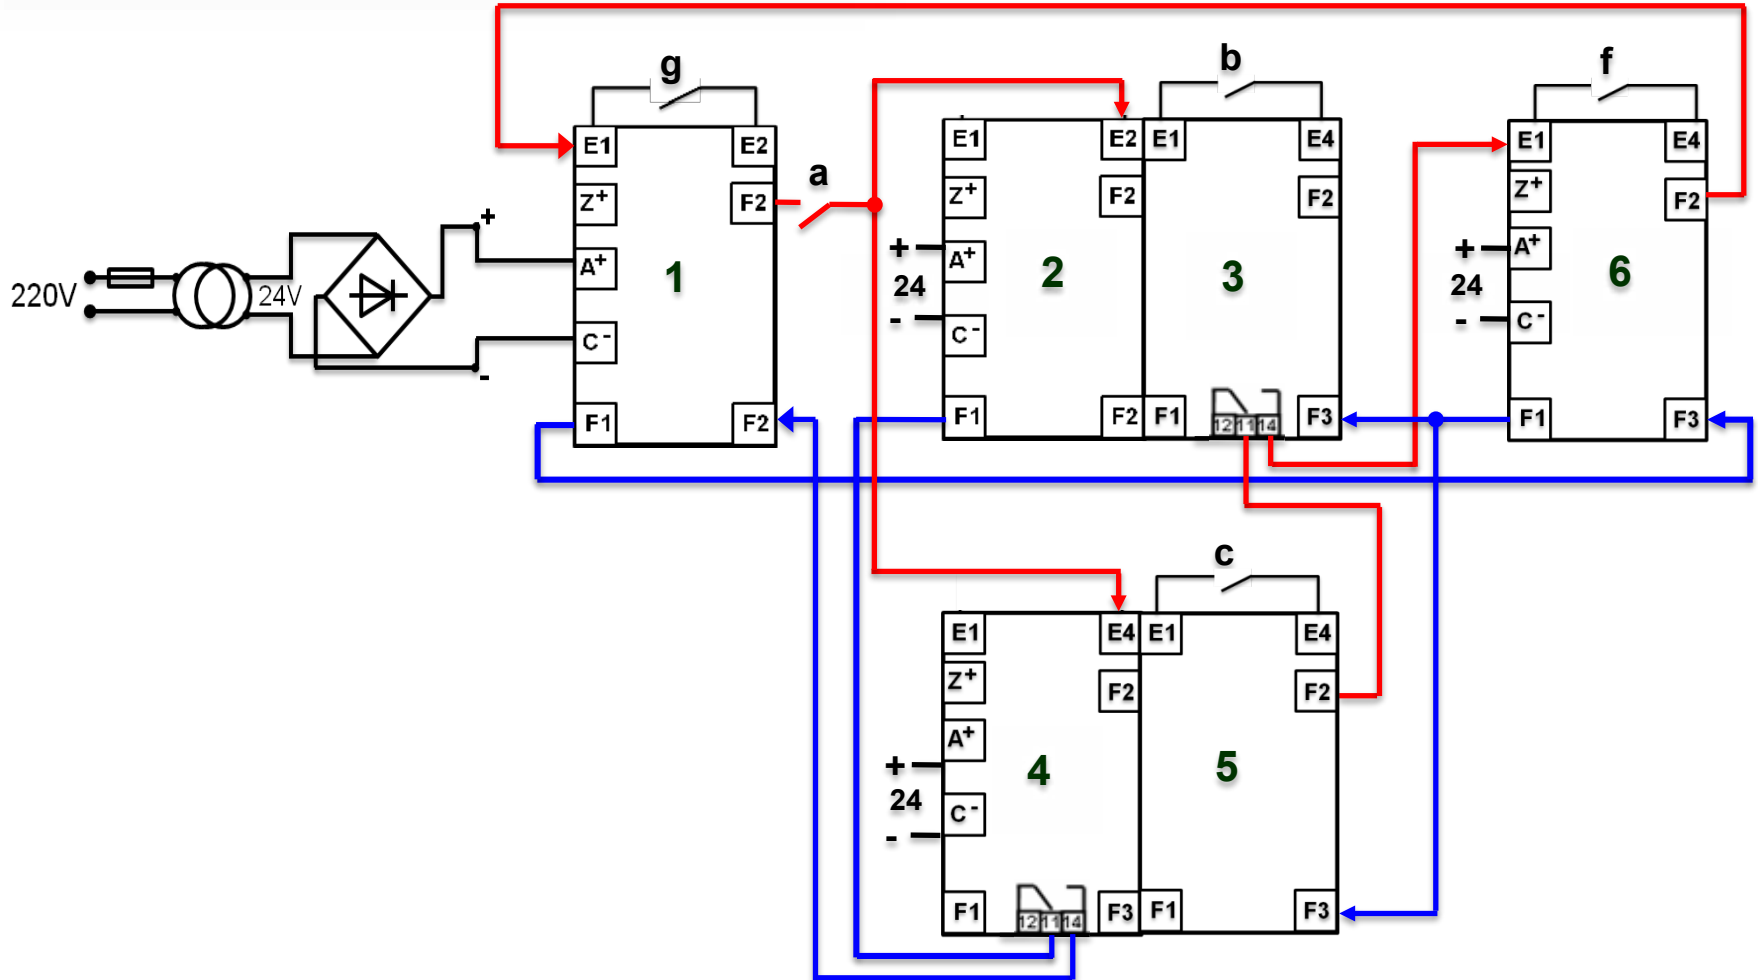 g
b
f
E1
E2
Z+
F2
A+
1
C-
F1
F2
a
220V
24V
+
-
E1
E2
E1
E4
Z+
F2
F2
+
A+
24
2
3
-
C-
F1
F2
F1
12 11 14
F3
E1
E4
Z+
F2
+
A+
24
6
-
C-
F1
F3
c
E1
E4
E1
E4
Z+
F2
F2
A+
+
4
5
24
C-
-
F1
12 11 14
F3
F1
F3